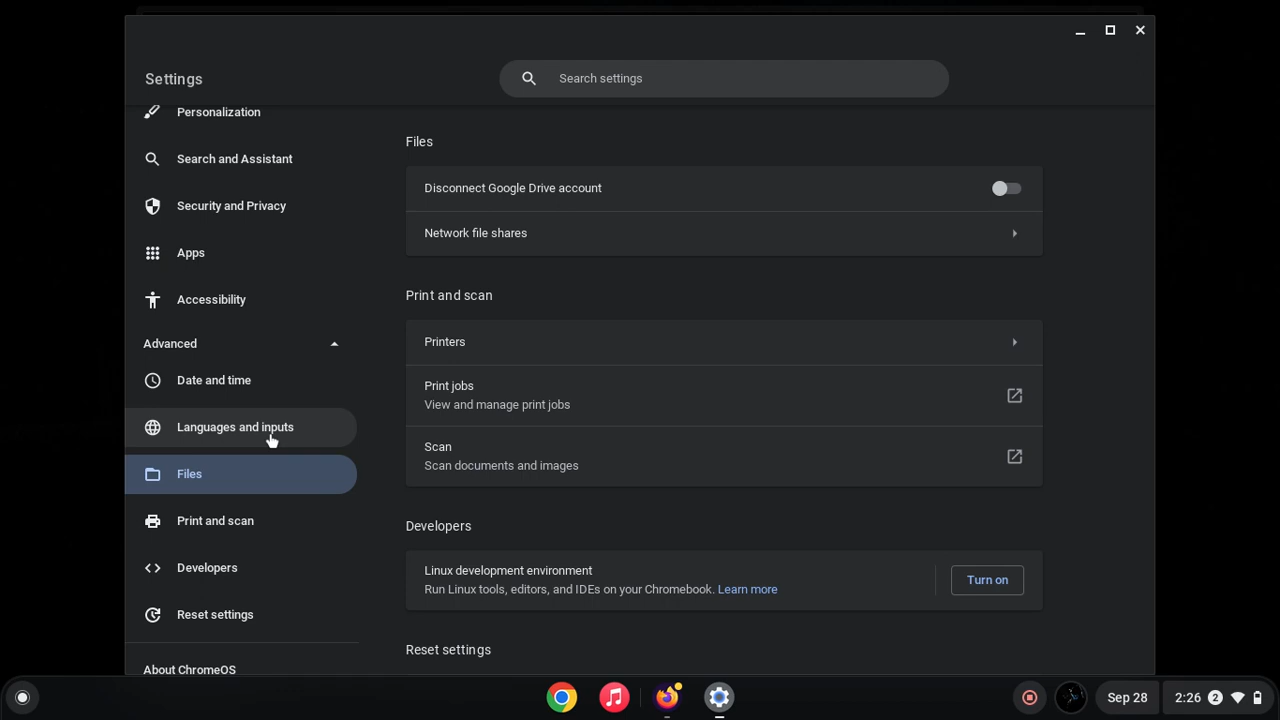 Settings
Search settings
Personalization
Search and Assistant
Security and Privacy
Apps
Accessibility
Advanced
Date and time
Languages and inputs
Files
Print and scan
Developers
Reset settings
About ChromeOS
Files
Disconnect Google Drive account
Network file shares
Print and scan
Printers
Print jobs
View and manage print jobs
Scan
Scan documents and images
Developers
Linux development environment
Run Linux tools, editors, and IDEs on your Chromebook. Learn more
Turn on
Reset settings
Sep 28
2:26 2